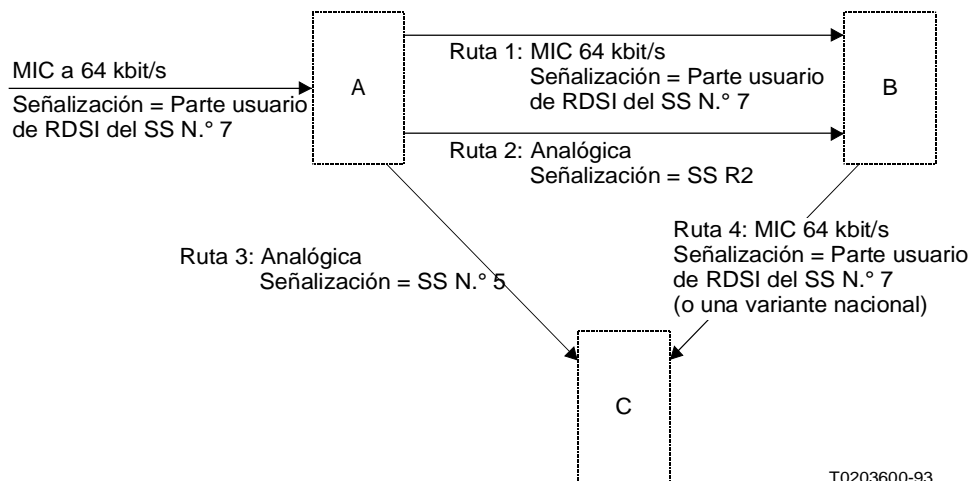 MIC a 64 kbit/s
Señalización = Parte usuario
de RDSI del SS N.° 7
A
Ruta 1: MIC 64 kbit/s
Señalización = Parte usuario
de RDSI del SS N.° 7
B
Ruta 2: Analógica
Señalización = SS R2
Ruta 3: Analógica
Señalización = SS N.° 5
Ruta 4: MIC 64 kbit/s
Señalización = Parte usuario
de RDSI del SS N.° 7
(o una variante nacional)
C
T0203600-93